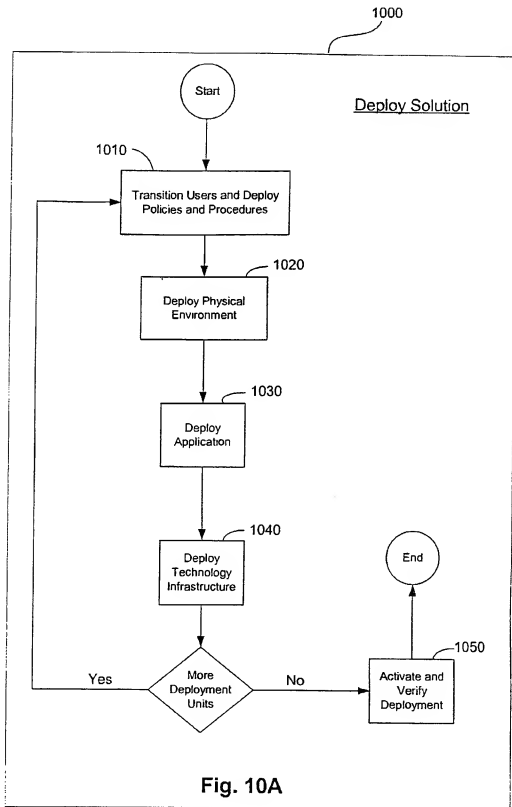 1000
Start
Deploy Solution
1010
Transition Users and Deploy
Policies and Procedures
1020
Deploy Physical
Environment
1030
Deploy
Application
1040
Deploy
Technology
Infrastructure
End
1050
Yes
More
Deployment
Units
No
Activate and
Verify
Deployment
Fig. 10A